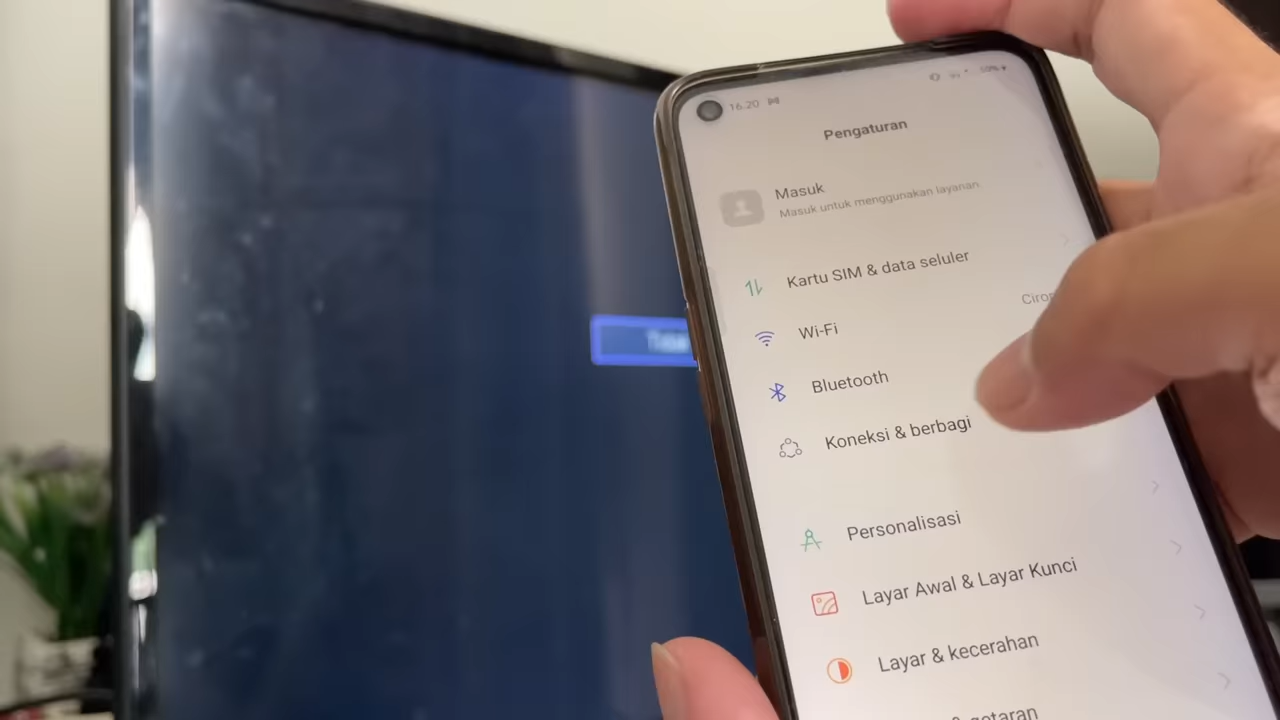 16.20
Pengaturan
Masuk
Masuk untuk menggunakan layanan
Kartu SIM & data seluler
Wi-Fi
Bluetooth
Koneksi & berbagi
Personalisasi
Layar Awal & Layar Kunci
Layar & kecerahan
& getaran